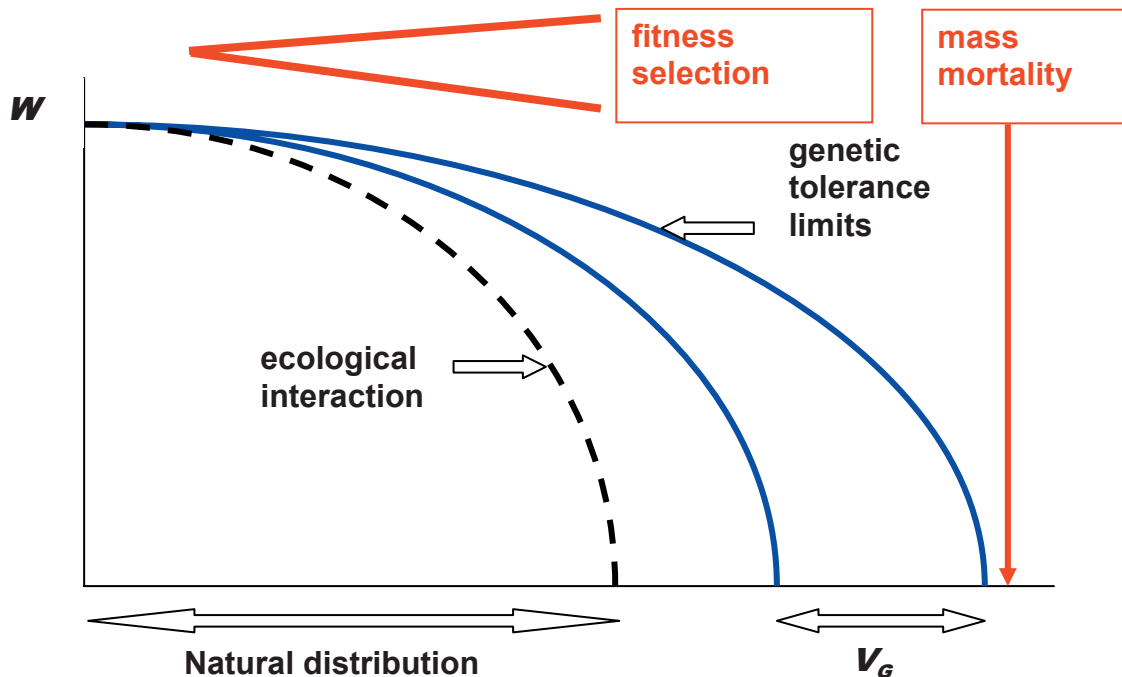 fitness
selection
mass
mortality
W
genetic
tolerance
limits
ecological
interaction
Natural distribution
VG